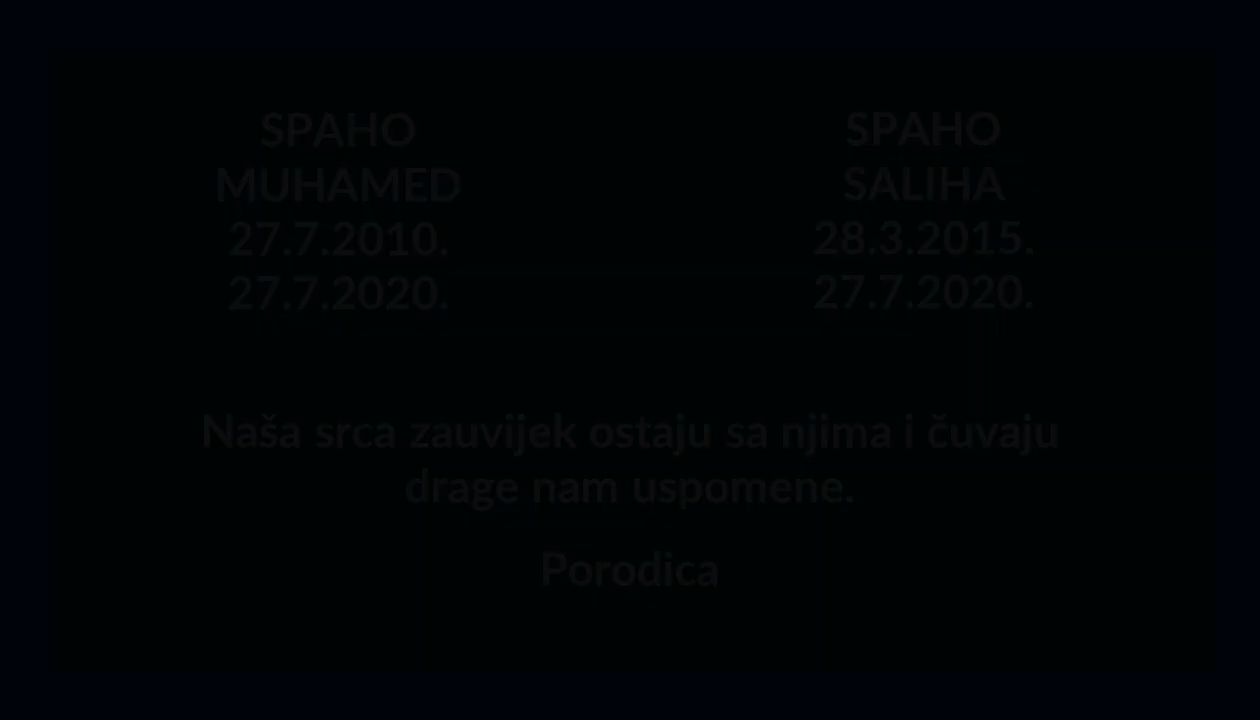 SPAHO
MUHAMED
27.7.2010.
27.7.2020.
SPAHO
SALIHA
28.3.2015.
27.7.2020.
Naša srca zauvijek ostaju sa njima i čuvaju
drage nam uspomene.
Porodica